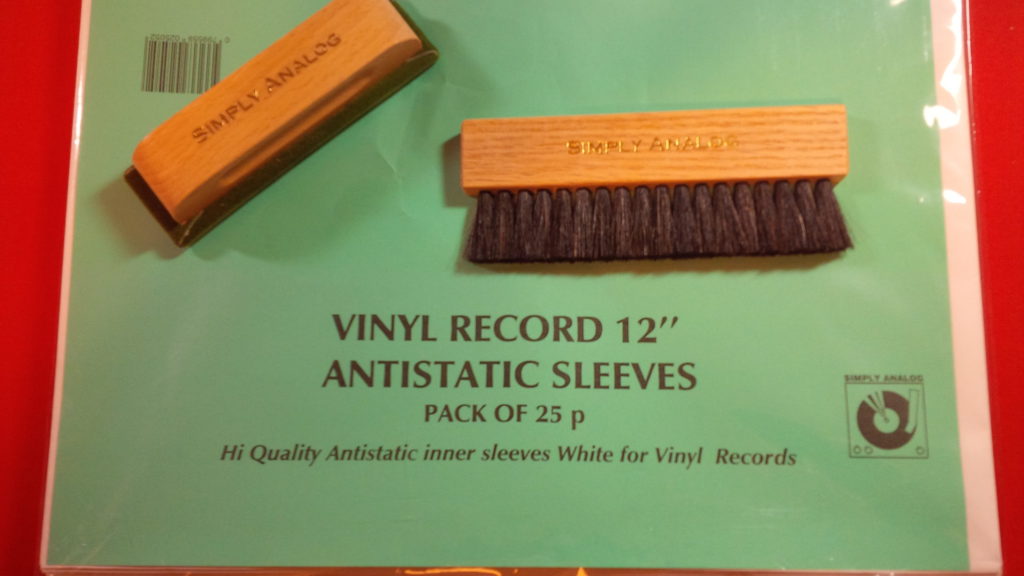 SIMPLY ANALOG
SIMPLY ANALOG
VINYL RECORD 12’’
ANTISTATIC SLEEVES
PACK OF 25 p
Hi Quality Antistatic inner sleeves White for Vinyl Records
SIMPLY ANALOG